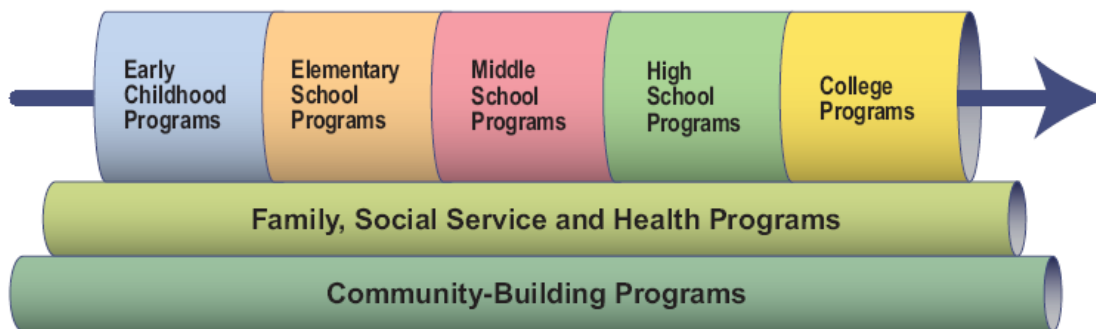 Early
Childhood
Programs
Elementary
School
Programs
Middle
School
Programs
High
School
Programs
College
Programs
Family, Social Service and Health Programs
Community-Building Programs